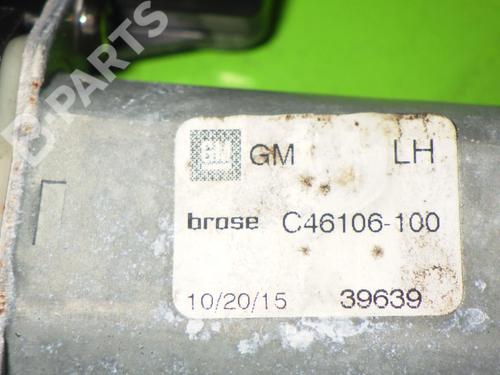 B-PARTS
GM GM LH
brose C46106-100
10/20/15 39639